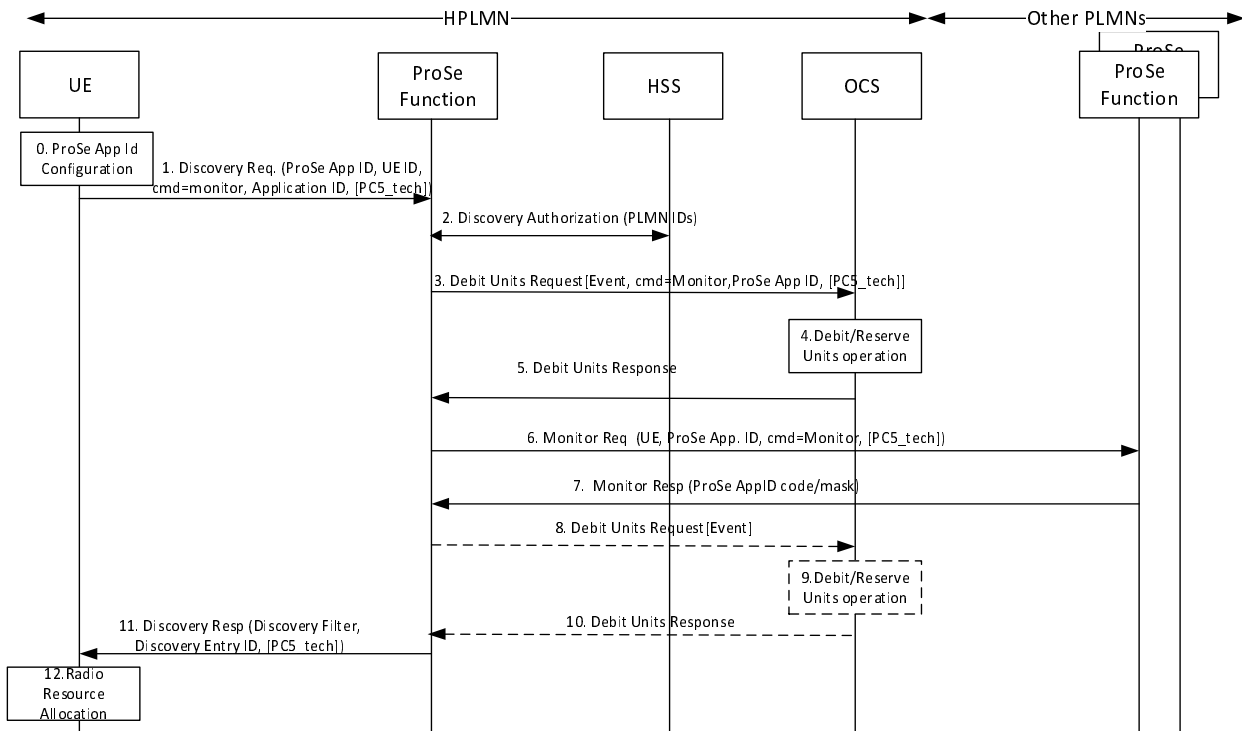 HPLMN
Other PLMNs
UE
ProSe
Function
HSS
OCS
ProSe
ProSe
Function
0. ProSe App Id
Configuration
1. Discovery Req. (ProSe App ID, UE ID,
cmd=monitor, Application ID, [PC5_tech])
2. Discovery Authorization (PLMN IDs)
3. Debit Units Request[Event, cmd=Monitor,ProSe App ID, [PC5_tech]]
4.Debit/Reserve
Units operation
5. Debit Units Response
6. Monitor Req (UE, ProSe App. ID, cmd=Monitor, [PC5_tech])
7. Monitor Resp (ProSe AppID code/mask)
8. Debit Units Request[Event]
9.Debit/Reserve
Units operation
10. Debit Units Response
11. Discovery Resp (Discovery Filter,
Discovery Entry ID, [PC5_tech])
12.Radio
Resource
Allocation